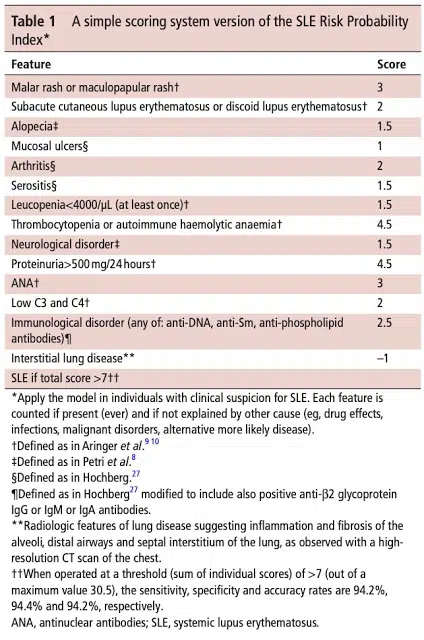 Table 1 A simple scoring system version of the SLE Risk Probability
Index*
Feature Score
Malar rash or maculopapular rash† 3
Subacute cutaneous lupus erythematosus or discoid lupus erythematosus† 2
Alopecia‡ 1.5
Mucosal ulcers§ 1
Arthritis§ 2
Serositis§ 1.5
Leucopenia<4000/µL (at least once)† 1.5
Thrombocytopenia or autoimmune haemolytic anaemia† 4.5
Neurological disorder‡ 1.5
Proteinuria>500 mg/24 hours† 4.5
ANA† 3
Low C3 and C4† 2
Immunological disorder (any of: anti-DNA, anti-Sm, anti-phospholipid 2.5
antibodies)¶
Interstitial lung disease** –1
SLE if total score >7††
*Apply the model in individuals with clinical suspicion for SLE. Each feature is
counted if present (ever) and if not explained by other cause (eg, drug effects,
infections, malignant disorders, alternative more likely disease).
†Defined as in Aringer et al.9 10
‡Defined as in Petri et al.8
§Defined as in Hochberg.27
¶Defined as in Hochberg27 modified to include also positive anti-β2 glycoprotein
IgG or IgM or IgA antibodies.
**Radiologic features of lung disease suggesting inflammation and fibrosis of the
alveoli, distal airways and septal interstitium of the lung, as observed with a high-
resolution CT scan of the chest.
††When operated at a threshold (sum of individual scores) of >7 (out of a
maximum value 30.5), the sensitivity, specificity and accuracy rates are 94.2%,
94.4% and 94.2%, respectively.
ANA, antinuclear antibodies; SLE, systemic lupus erythematosus.